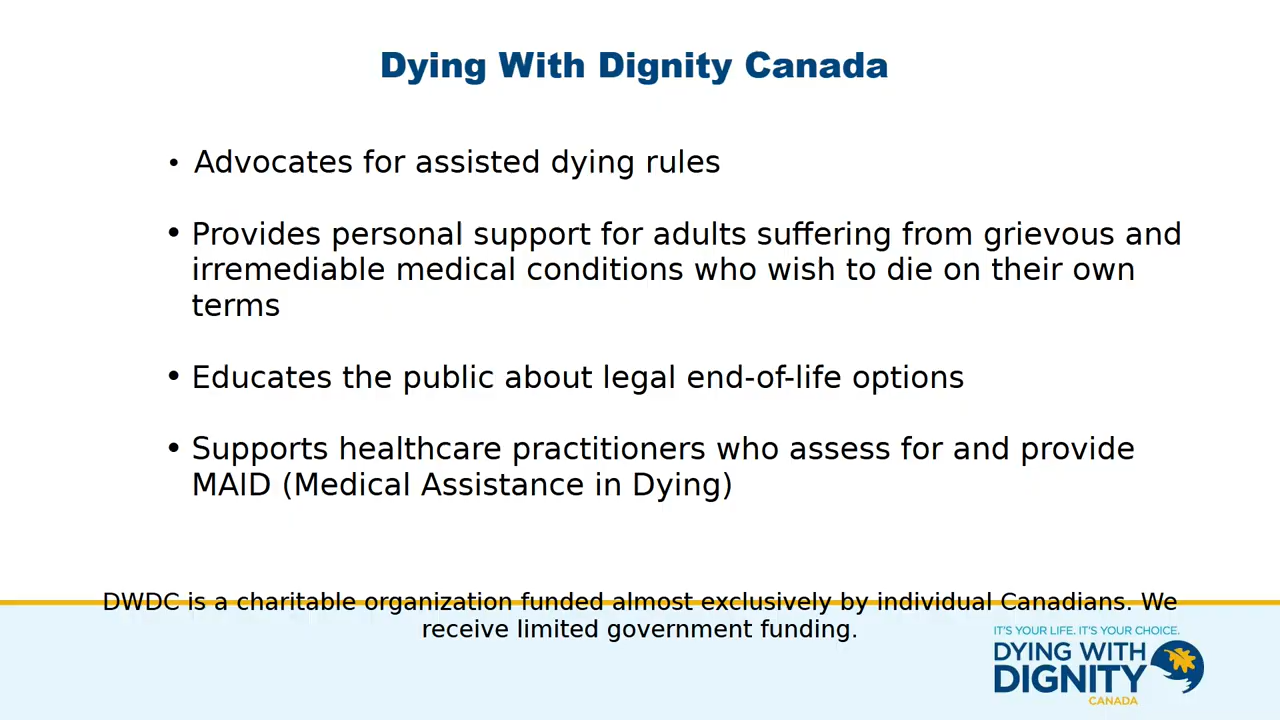 Dying With Dignity Canada
• Advocates for assisted dying rules
• Provides personal support for adults suffering from grievous and
irremediable medical conditions who wish to die on their own
terms
• Educates the public about legal end-of-life options
• Supports healthcare practitioners who assess for and provide
MAID (Medical Assistance in Dying)
DWDC is a charitable organization funded almost exclusively by individual Canadians. We
receive limited government funding.
IT'S YOUR LIFE. IT'S YOUR CHOICE.
DYING WITH
DIGNITY
CANADA